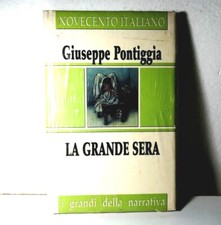 NOVECENTO ITALIANO
Giuseppe Pontiggia
LA GRANDE SERA
i grandi della narrativa